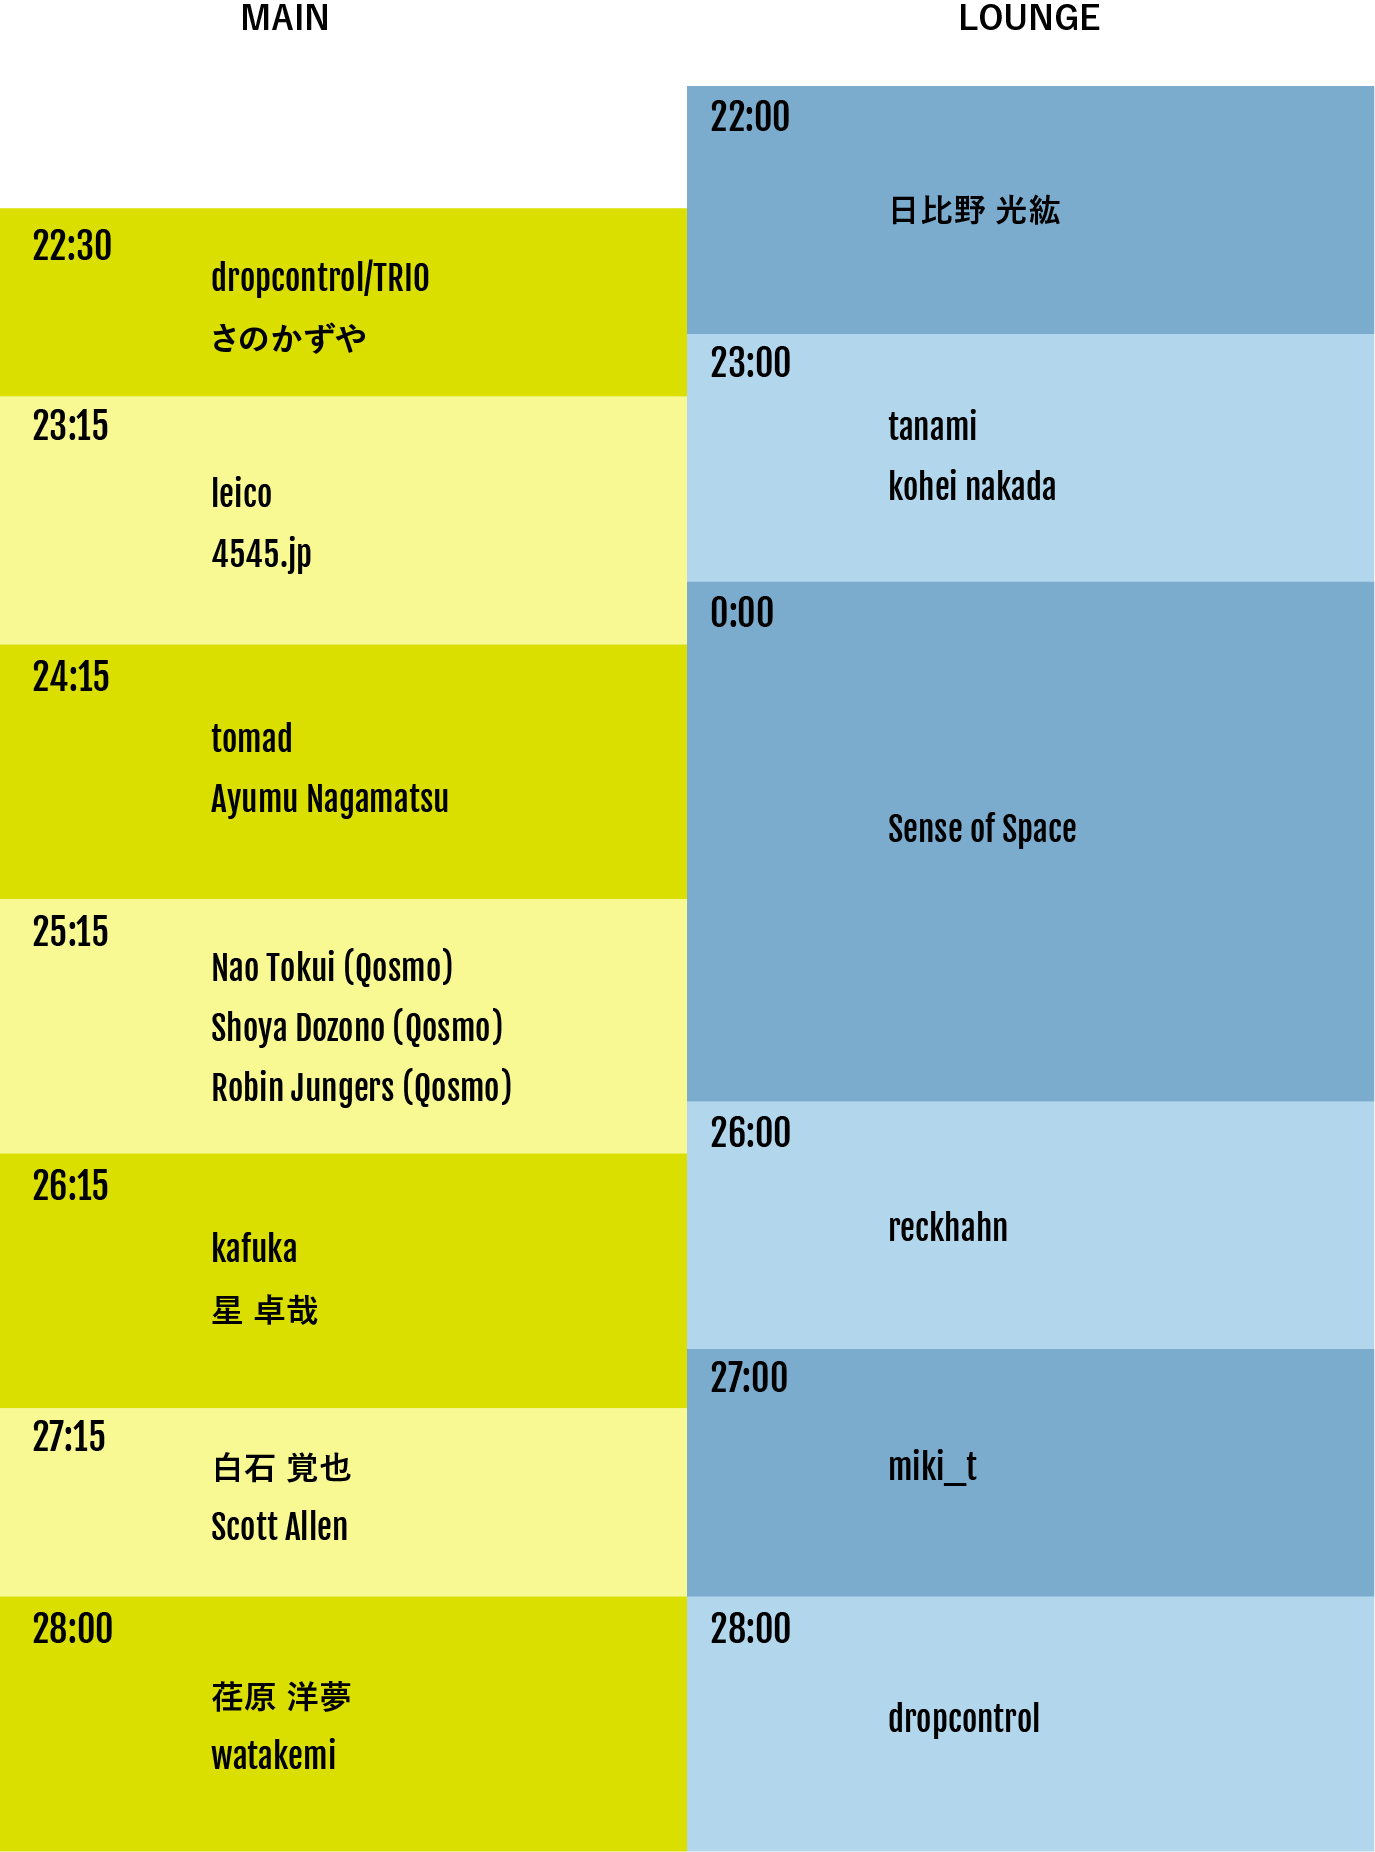 MAIN
22:30
dropcontrol/TRIO
さのかずや
23:15
leico
4545.jp
24:15
tomad
Ayumu Nagamatsu
25:15
Nao Tokui (Qosmo)
Shoya Dozono (Qosmo)
Robin Jungers (Qosmo)
26:15
kafuka
星 卓哉
27:15
白石 覚也
Scott Allen
28:00
荏原 洋夢
watakemi
LOUNGE
22:00
日比野 光紘
23:00
tanami
kohei nakada
0:00
Sense of Space
26:00
reckhahn
27:00
miki_t
28:00
dropcontrol